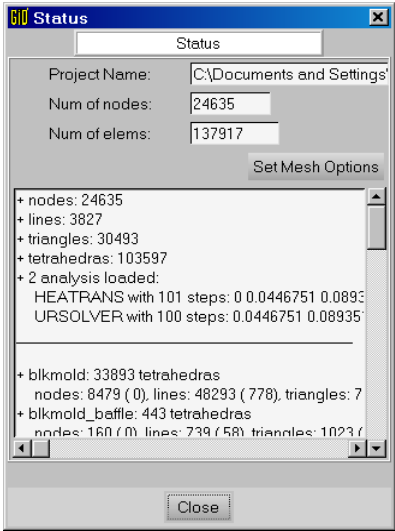 GiD Status
Status
Project Name: C:\Documents and Settings'
Num of nodes: 24635
Num of elems: 137917
Set Mesh Options
+ nodes: 24635
+ lines: 3827
+ triangles: 30493
+ tetrahedras: 103597
+ 2 analysis loaded:
HEATRANS with 101 steps: 0 0.0446751 0.0893
URSOLVER with 100 steps: 0.0446751 0.08935
+ blkmold: 33893 tetrahedras
nodes: 8479 ( 0), lines: 48293 ( 778), triangles: 7
+ blkmold_baffle: 443 tetrahedras
nodes: 160 ( 0), lines: 739 ( 58), triangles: 1023 (
Close